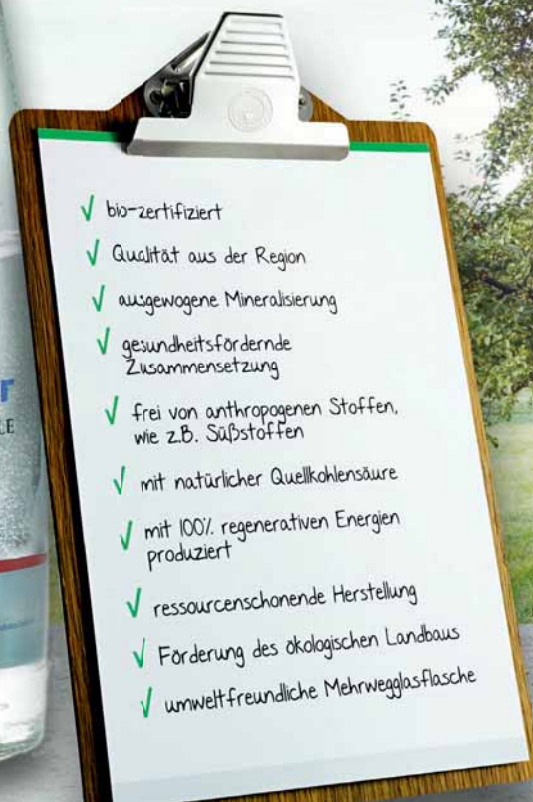 bio-zertifiziert
Qualität aus der Region
ausgewogene Mineralisierung
gesundheitsfördernde
Zusammensetzung
frei von anthropogenen Stoffen,
wie z.B. Süßstoffen
mit natürlicher Quellkohlensäure
mit 100% regenerativen Energien
produziert
ressourcenschonende Herstellung
Förderung des ökologischen Landbaus
umweltfreundliche Mehrwegglasflasche